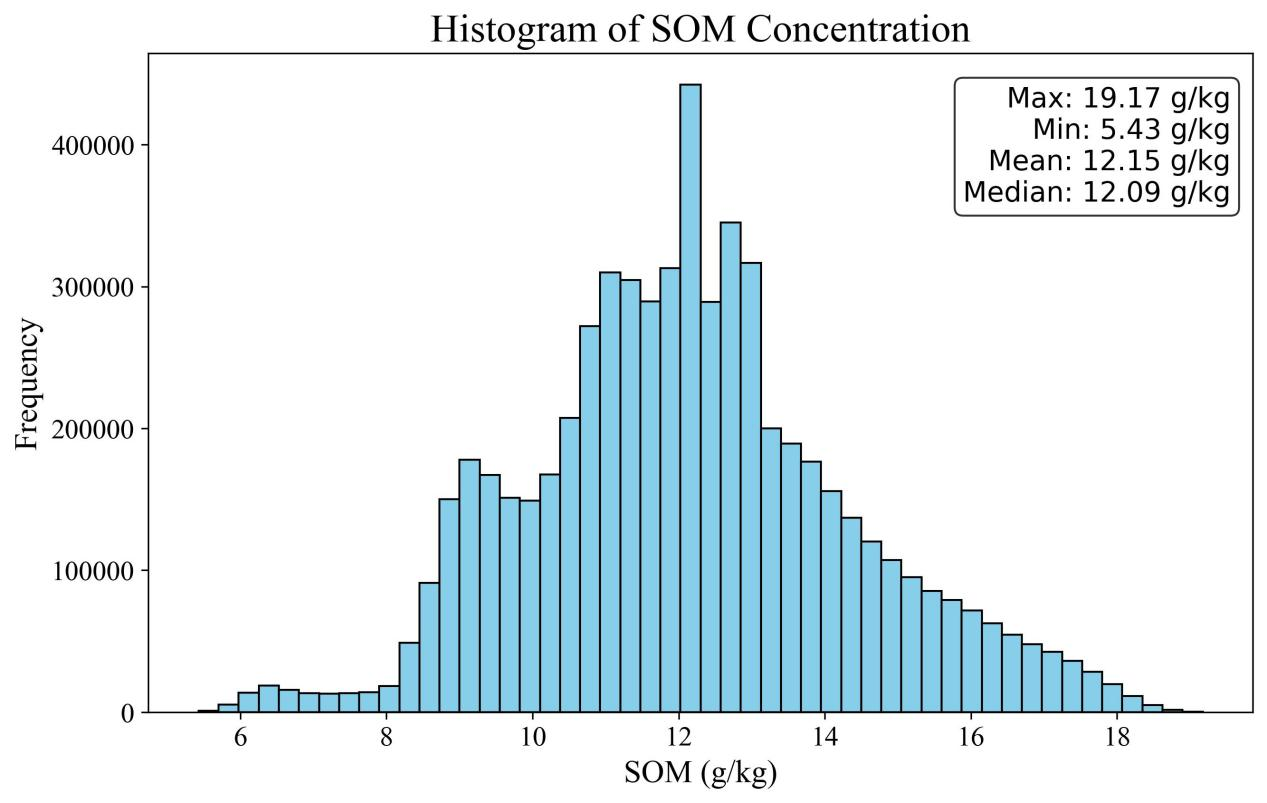 Histogram of SOM Concentration
Max: 19.17 g/kg
Min: 5.43 g/kg
Mean: 12.15 g/kg
Median: 12.09 g/kg
400000
300000
200000
100000
0
Frequency
6 8 10 12 14 16 18
SOM (g/kg)